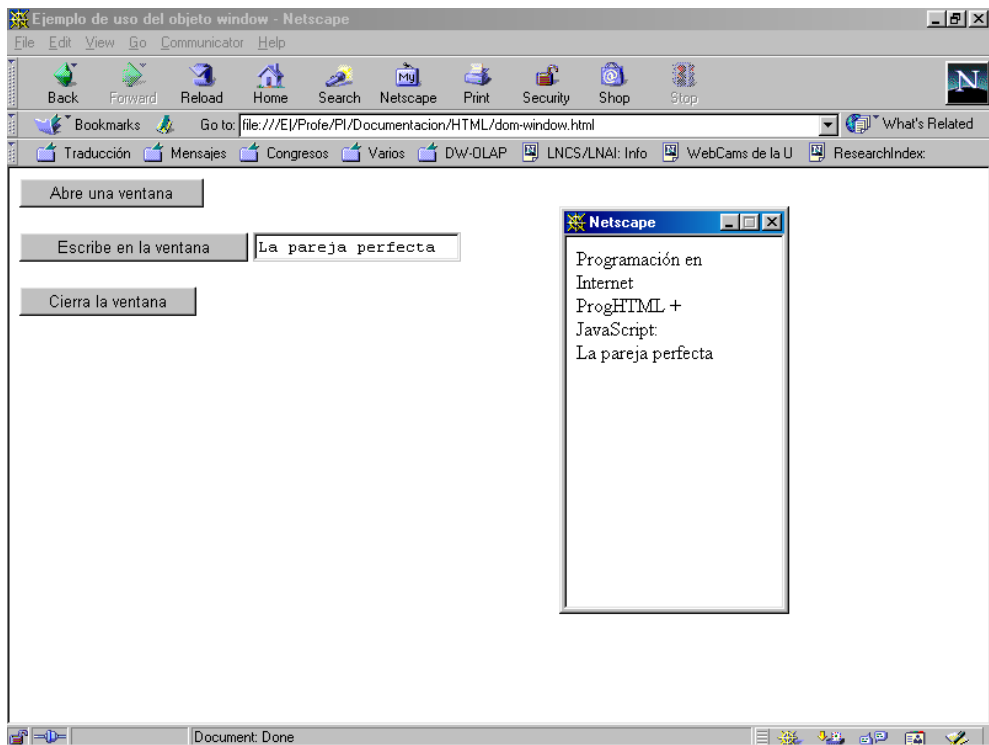 Ejemplo de uso del objeto window - Netscape
File Edit View Go Communicator Help
Back Forward Reload Home Search Netscape Print Security Shop Stop
My
N
Bookmarks Go to: file:///E|/Profe/PI/Documentacion/HTML/dom-window.html What's Related
Traducción Mensajes Congresos Varios DW-OLAP LNCS/LNAI: Info WebCams de la U ResearchIndex:
Abre una ventana
Escribe en la ventana La pareja perfecta
Cierra la ventana
Netscape
Programación en
Internet
ProgHTML +
JavaScript:
La pareja perfecta
Document: Done